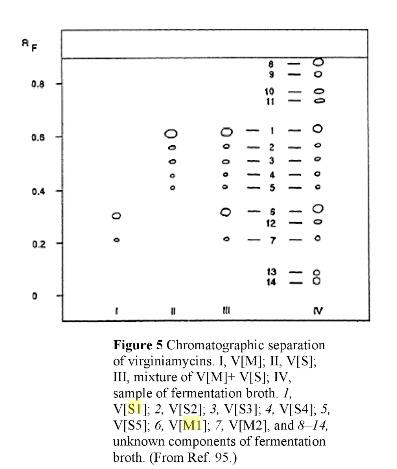 R F
8
9
0.8
10
11
0.6
1
2
3
0.4
4
5
6
12
0.2
7
13
14
0
I
II
III
IV
Figure 5 Chromatographic separation
of virginiamycins. I, V[M]; II, V[S];
III, mixture of V[M]+ V[S]; IV,
sample of fermentation broth. 1,
V[S1]; 2, V[S2]; 3, V[S3]; 4, V[S4]; 5,
V[S5]; 6, V[M1]; 7, V[M2], and 8–14,
unknown components of fermentation
broth. (From Ref. 95.)